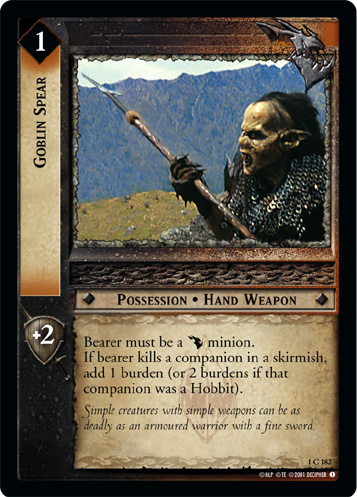 1
GOBLIN SPEAR
POSSESSION • HAND WEAPON
+2
Bearer must be a minion.
If bearer kills a companion in a skirmish,
add 1 burden (or 2 burdens if that
companion was a Hobbit).
Simple creatures with simple weapons can be as
deadly as an armoured warrior with a fine sword.
1 C 182
©NLP ©TE ©2001 DECIPHER 1